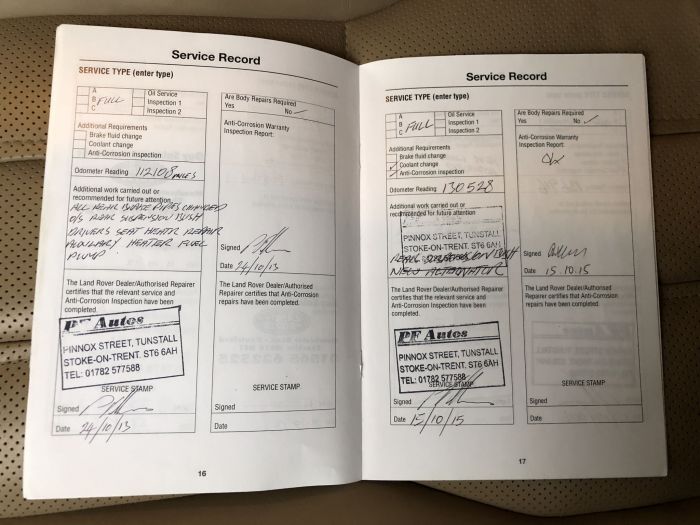 Service Record
SERVICE TYPE (enter type)
A
B FULL
C
Oil Service
Inspection 1
Inspection 2
Additional Requirements
Brake fluid change
Coolant change
Anti-Corrosion inspection
Odometer Reading 112108 MILES
Additional work carried out or
recommended for future attention
ALL REAR BRAKE PIPES CHANGED
O/S REAR SUSPENSION BUSH
DRIVERS SEAT HEATER REPAIR
AUXILIARY HEATER FUEL
PUMP
The Land Rover Dealer/Authorised Repairer
certifies that the relevant service and
Anti-Corrosion Inspection have been
completed.
PF Autos
PINNOX STREET, TUNSTALL
STOKE-ON-TRENT. ST6 6AH
TEL: 01782 577588
SERVICE STAMP
Signed
Date 24/10/13
Are Body Repairs Required
Yes No ✓
Anti-Corrosion Warranty
Inspection Report:
Signed
Date 24/10/13
The Land Rover Dealer/Authorised
Repairer certifies that Anti-Corrosion
repairs have been completed.
SERVICE STAMP
Signed
Date
16
Service Record
SERVICE TYPE (enter type)
A
B FULL
C
Oil Service
Inspection 1
Inspection 2
Additional Requirements
Brake fluid change
Coolant change
Anti-Corrosion inspection
Odometer Reading 130528
Additional work carried out or
recommended for future attention
PINNOX STREET, TUNSTALL
STOKE-ON-TRENT. ST6 6AH
REAR SUSPENSION BUSH
NEW
The Land Rover Dealer/Authorised Repairer
certifies that the relevant service and
Anti-Corrosion Inspection have been
completed.
PF Autos
PINNOX STREET, TUNSTALL
STOKE-ON-TRENT. ST6 6AH
TEL: 01782 577588
SERVICE STAMP
Signed
Date 15/10/15
Are Body Repairs Required
Yes No ✓
Anti-Corrosion Warranty
Inspection Report:
Signed
Date 15.10.15
The Land Rover Dealer/Authorised
Repairer certifies that Anti-Corrosion
repairs have been completed.
SERVICE STAMP
Signed
Date
17